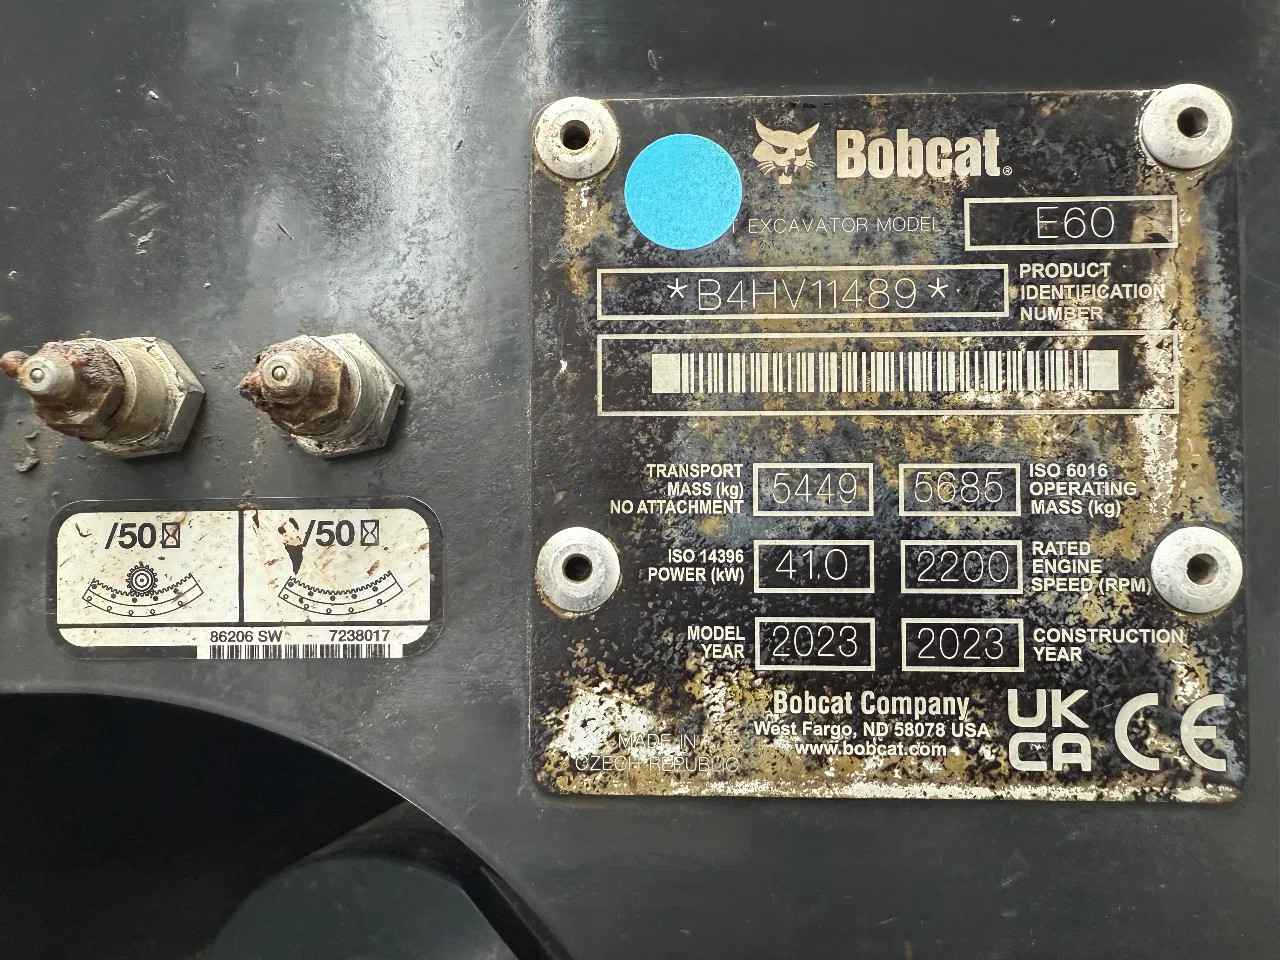 Bobcat®
EXCAVATOR MODEL E60
*B4HV11489* PRODUCT IDENTIFICATION NUMBER
TRANSPORT MASS (kg) NO ATTACHMENT 5449
5685 ISO 6016 OPERATING MASS (kg)
ISO 14396 POWER (kW) 41.0
2200 RATED ENGINE SPEED (RPM)
MODEL YEAR 2023
2023 CONSTRUCTION YEAR
Bobcat Company
West Fargo, ND 58078 USA
www.bobcat.com
MADE IN
CZECH REPUBLIC
UK
CA
CE
/50 /50
86206 SW 7238017